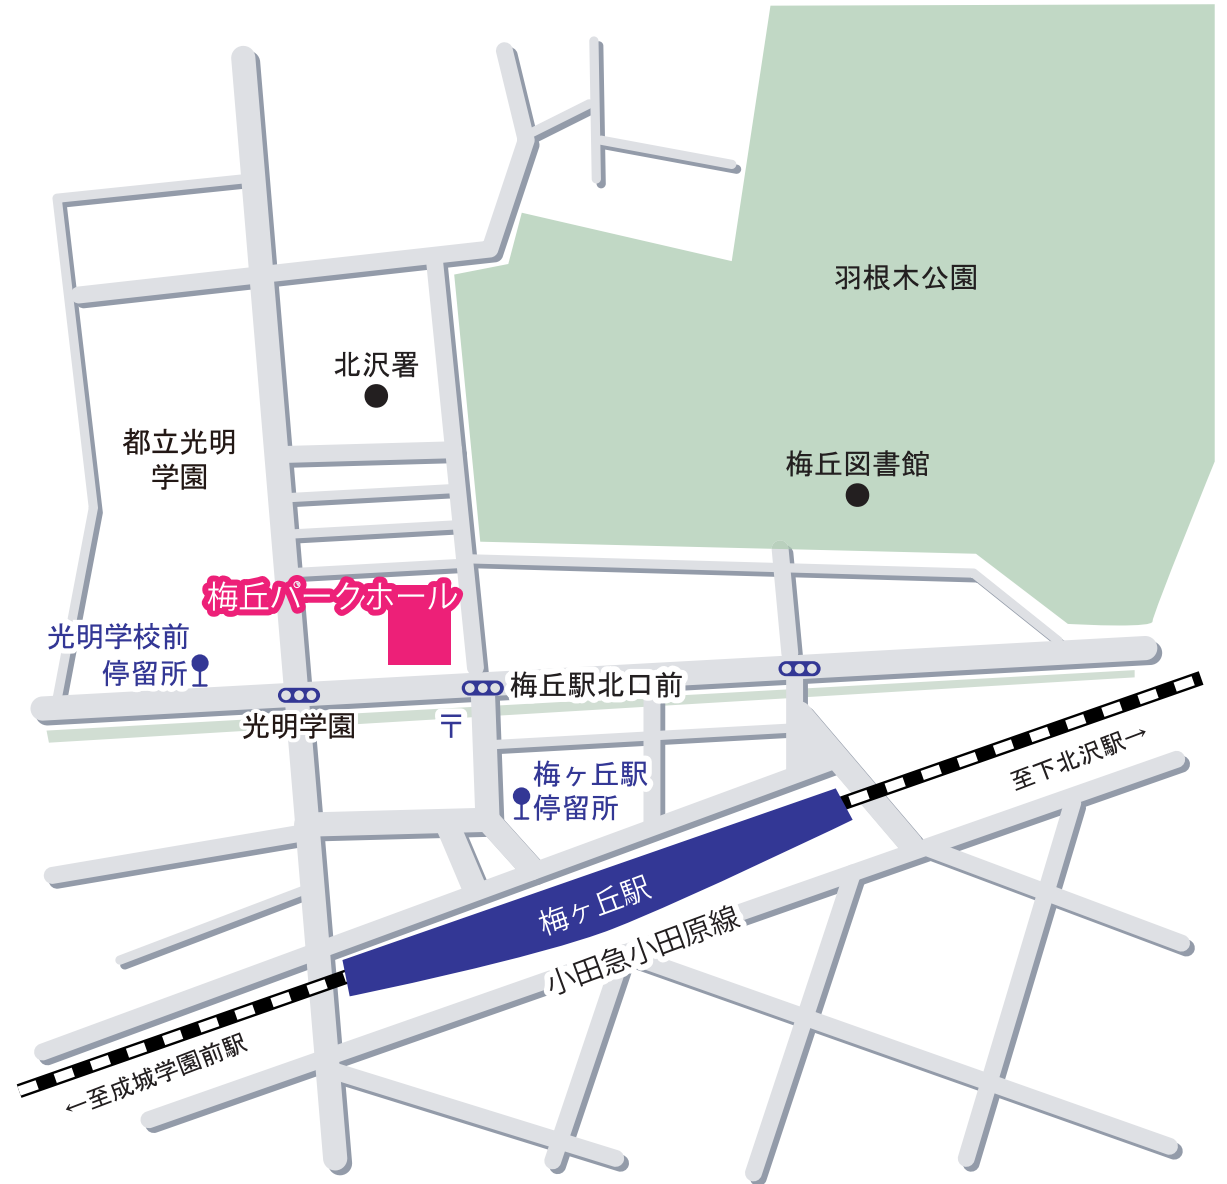 羽根木公園
北沢署
都立光明
学園
梅丘図書館
梅丘パークホール
光明学校前
停留所
梅丘駅北口前
光明学園
〒
梅ヶ丘駅
停留所
至下北沢駅→
梅ヶ丘駅
小田急小田原線
←至成城学園前駅